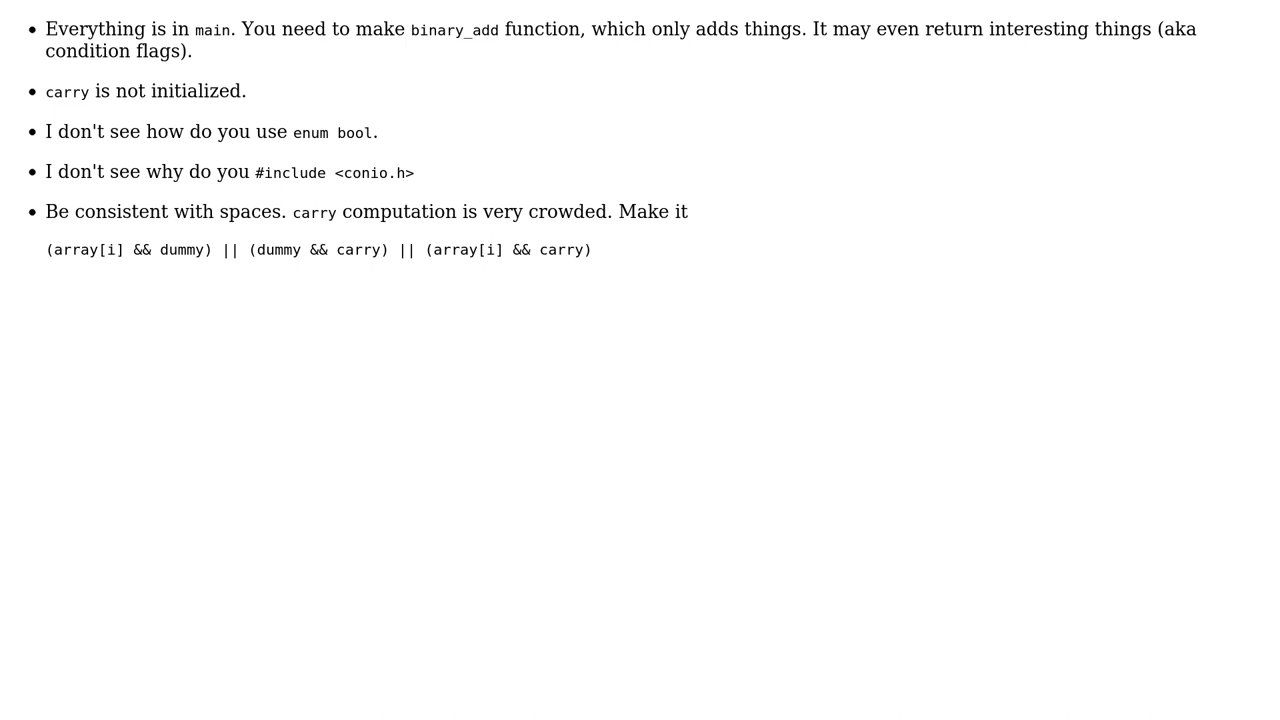 Everything is in main. You need to make binary_add function, which only adds things. It may even return interesting things (aka
condition flags).
carry is not initialized.
I don't see how do you use enum bool.
I don't see why do you #include <conio.h>
Be consistent with spaces. carry computation is very crowded. Make it
(array[i] && dummy) || (dummy && carry) || (array[i] && carry)